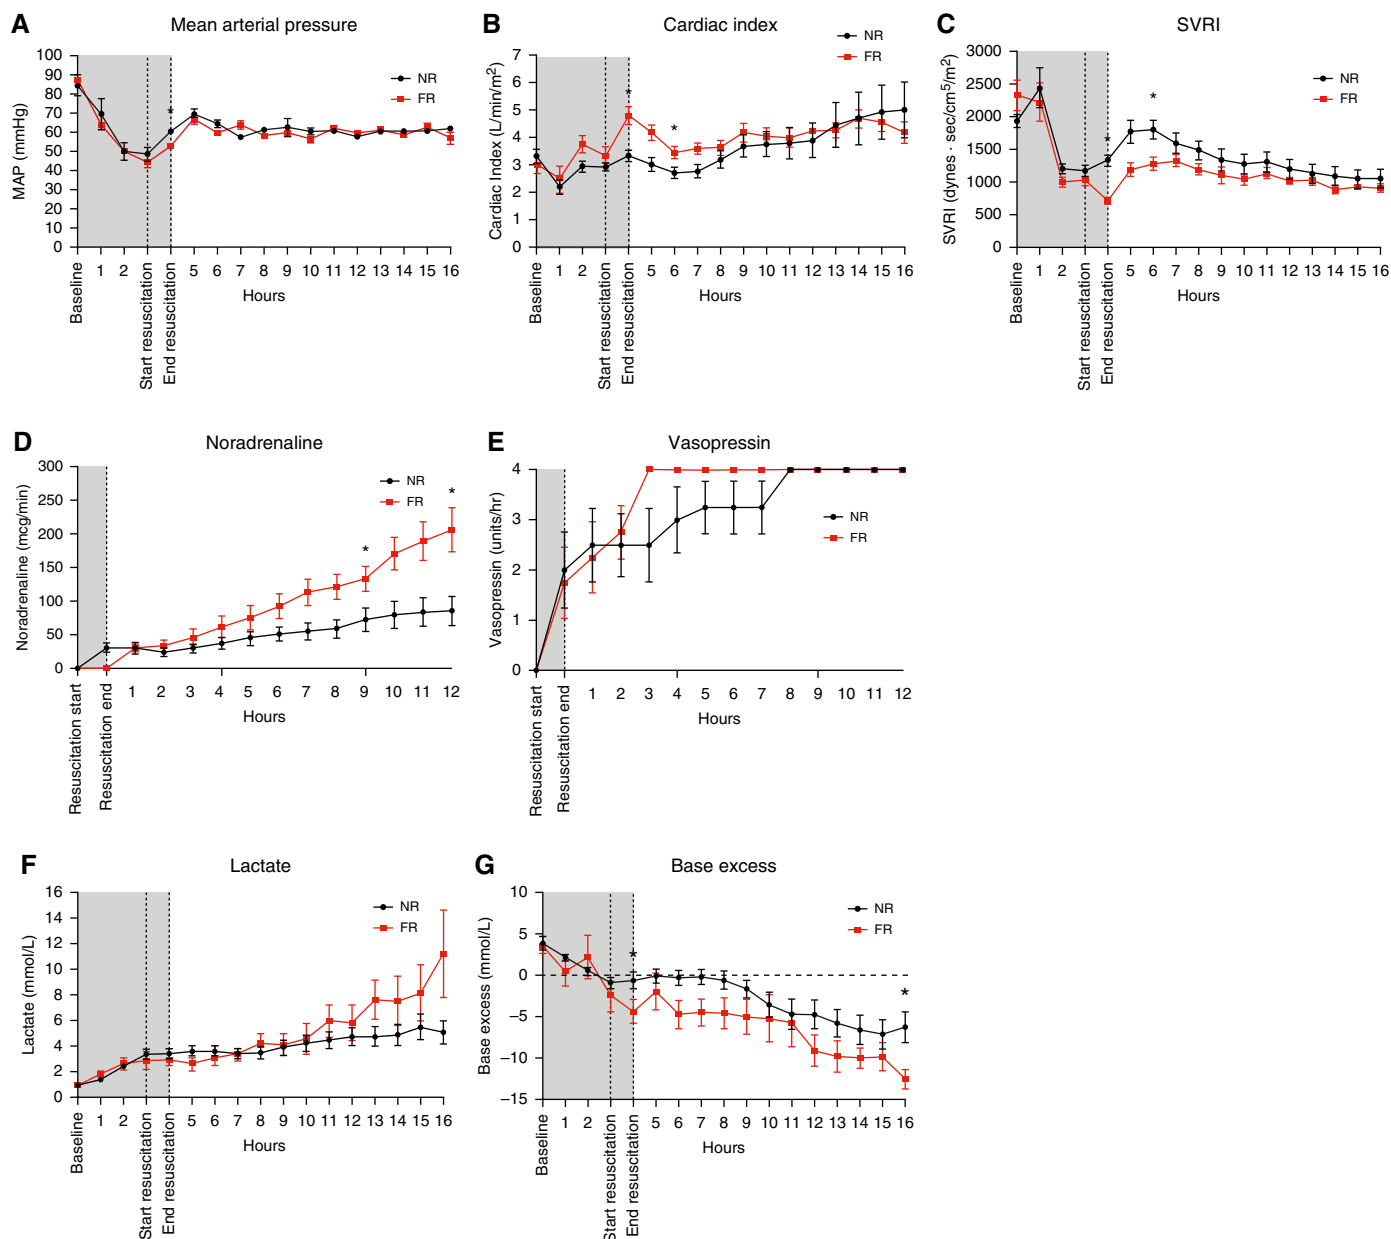 A Mean arterial pressure
MAP (mmHg)
100
90
80
70
60
50
40
30
20
10
0
NR
FR
*
Baseline 1 2 Start resuscitation End resuscitation 5 6 7 8 9 10 11 12 13 14 15 16
Hours
B Cardiac index
Cardiac Index (L/min/m²)
7
6
5
4
3
2
1
0
NR
FR
*
*
Baseline 1 2 Start resuscitation End resuscitation 5 6 7 8 9 10 11 12 13 14 15 16
Hours
C SVRI
SVRI (dynes · sec/cm⁵/m²)
3000
2500
2000
1500
1000
500
0
NR
FR
*
*
Baseline 1 2 Start resuscitation End resuscitation 5 6 7 8 9 10 11 12 13 14 15 16
Hours
D Noradrenaline
Noradrenaline (mcg/min)
300
250
200
150
100
50
0
NR
FR
*
*
Resuscitation start Resuscitation end 1 2 3 4 5 6 7 8 9 10 11 12
Hours
E Vasopressin
Vasopressin (units/hr)
4
3
2
1
0
NR
FR
Resuscitation start Resuscitation end 1 2 3 4 5 6 7 8 9 10 11 12
Hours
F Lactate
Lactate (mmol/L)
16
14
12
10
8
6
4
2
0
NR
FR
Baseline 1 2 Start resuscitation End resuscitation 5 6 7 8 9 10 11 12 13 14 15 16
Hours
G Base excess
Base excess (mmol/L)
10
5
0
−5
−10
−15
NR
FR
*
*
Baseline 1 2 Start resuscitation End resuscitation 5 6 7 8 9 10 11 12 13 14 15 16
Hours